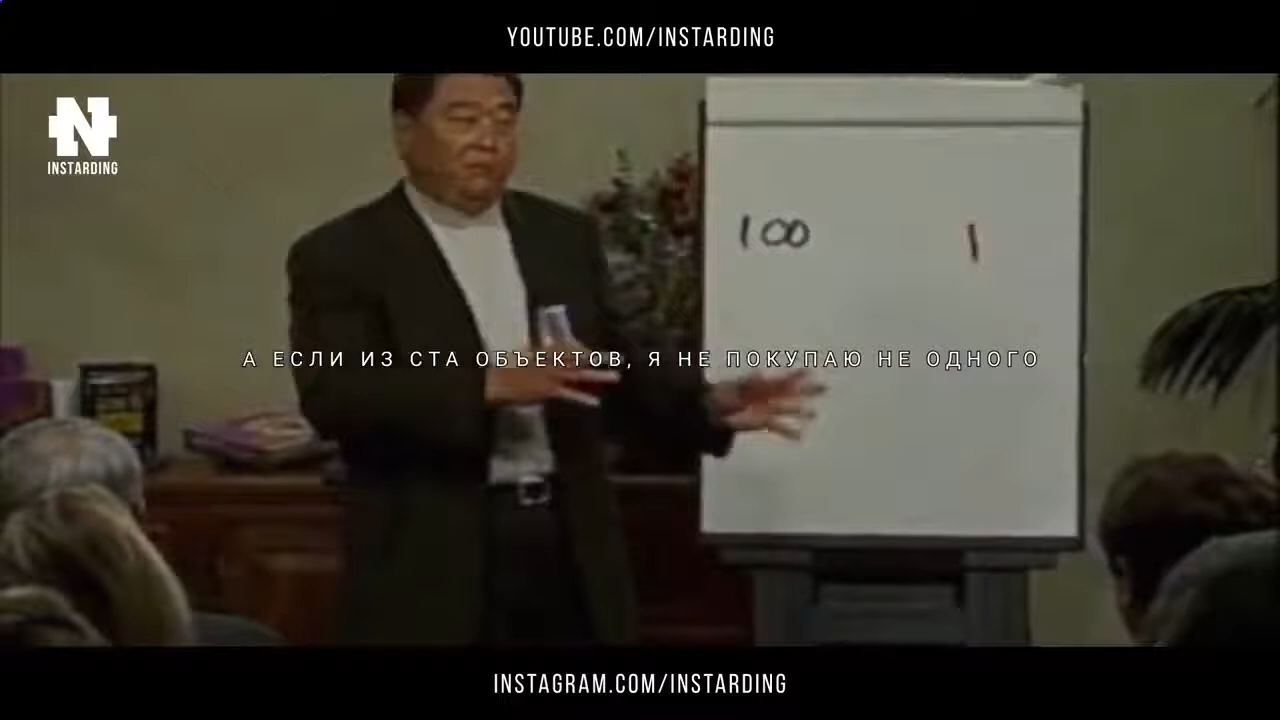 YOUTUBE.COM/INSTARDING
N
INSTARDING
100 1
А ЕСЛИ ИЗ СТА ОБЪЕКТОВ, Я НЕ ПОКУПАЮ НЕ ОДНОГО
INSTAGRAM.COM/INSTARDING